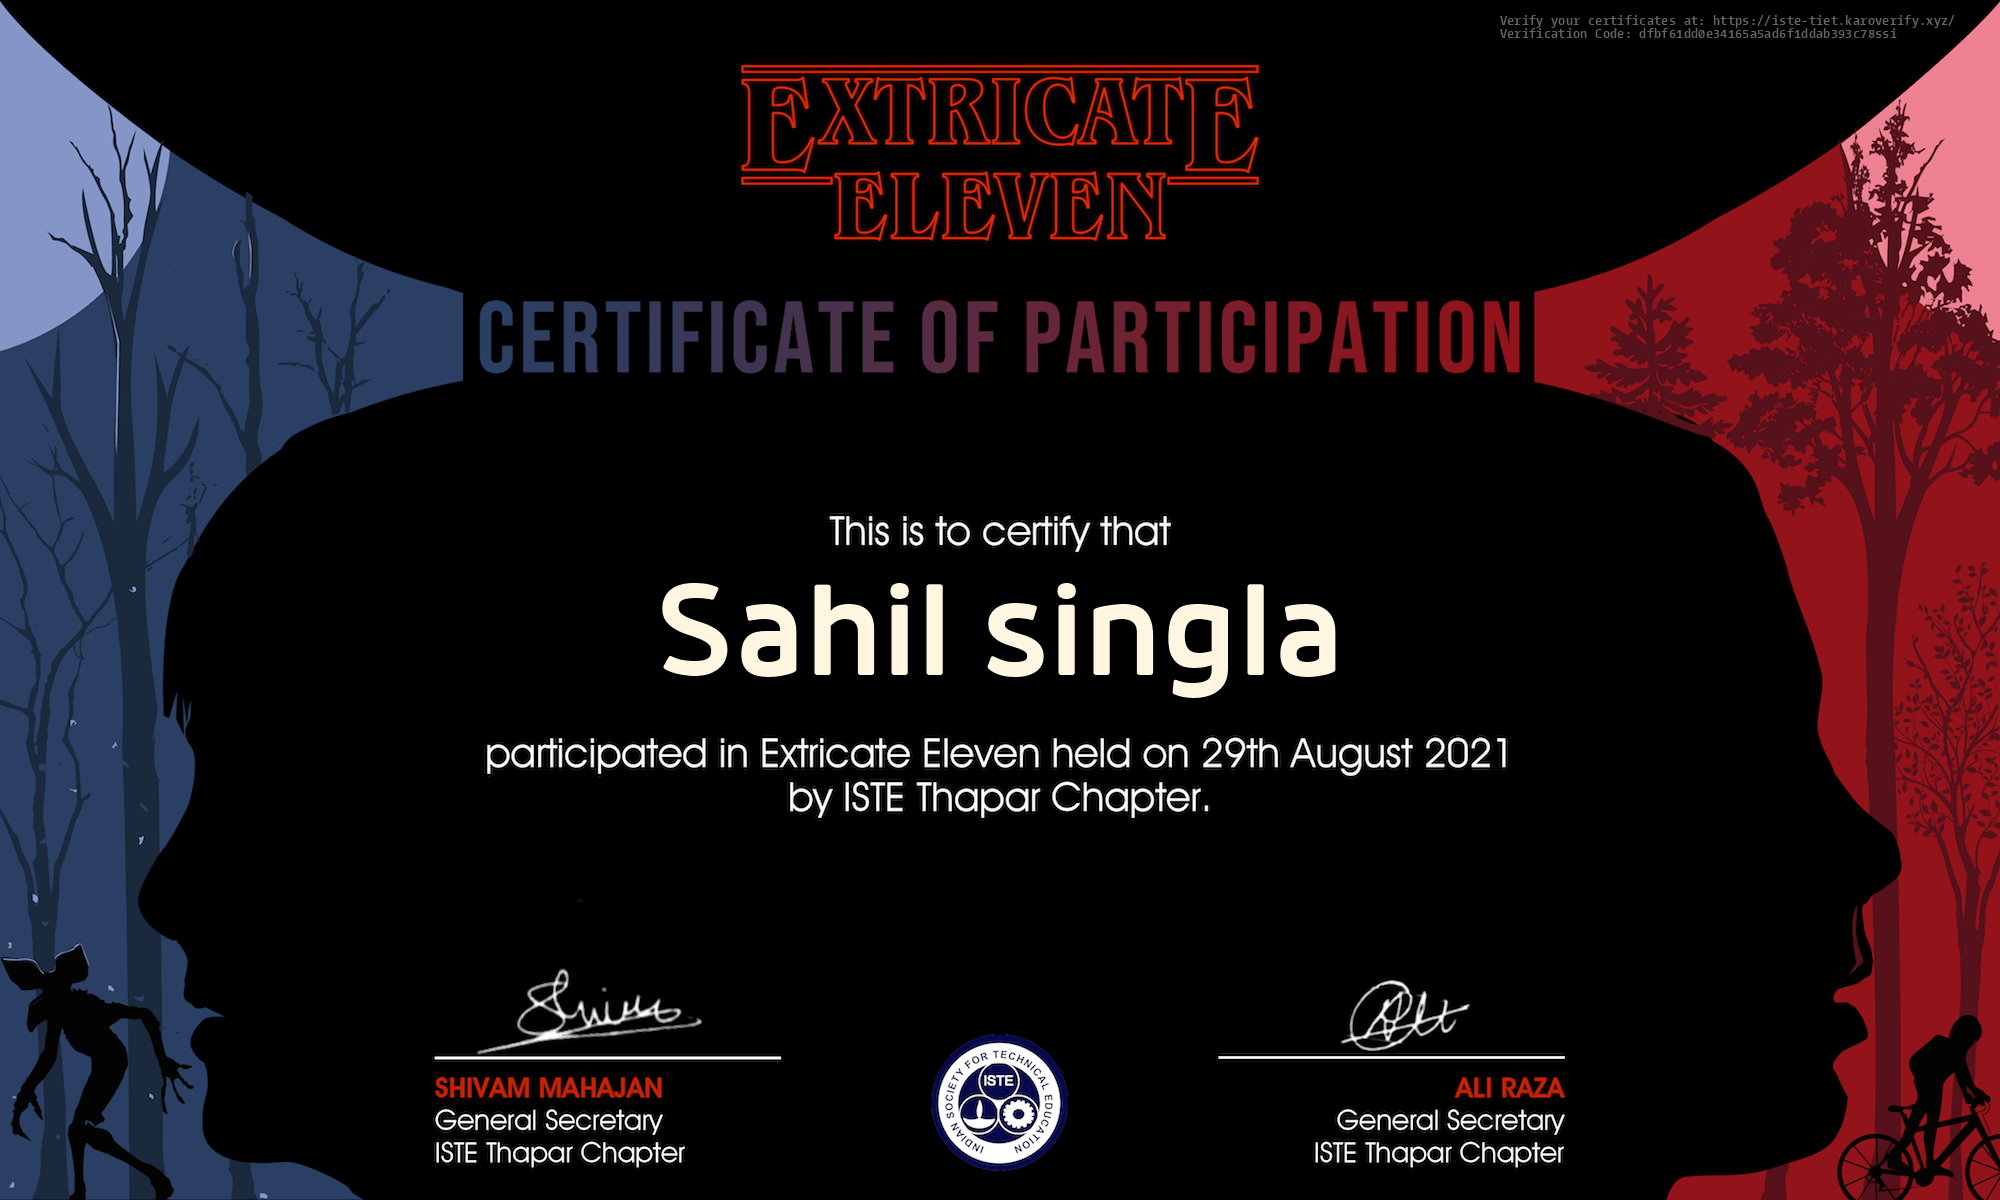 Verify your certificates at: https://iste-tiet.karoverify.xyz/
Verification Code: dfbf61dd0e34165a5ad6f1ddab393c78ssi
EXTRICATE
ELEVEN
CERTIFICATE OF PARTICIPATION
This is to certify that
Sahil singla
participated in Extricate Eleven held on 29th August 2021
by ISTE Thapar Chapter.
SHIVAM MAHAJAN
General Secretary
ISTE Thapar Chapter
INDIAN SOCIETY FOR TECHNICAL EDUCATION
ISTE
ALI RAZA
General Secretary
ISTE Thapar Chapter